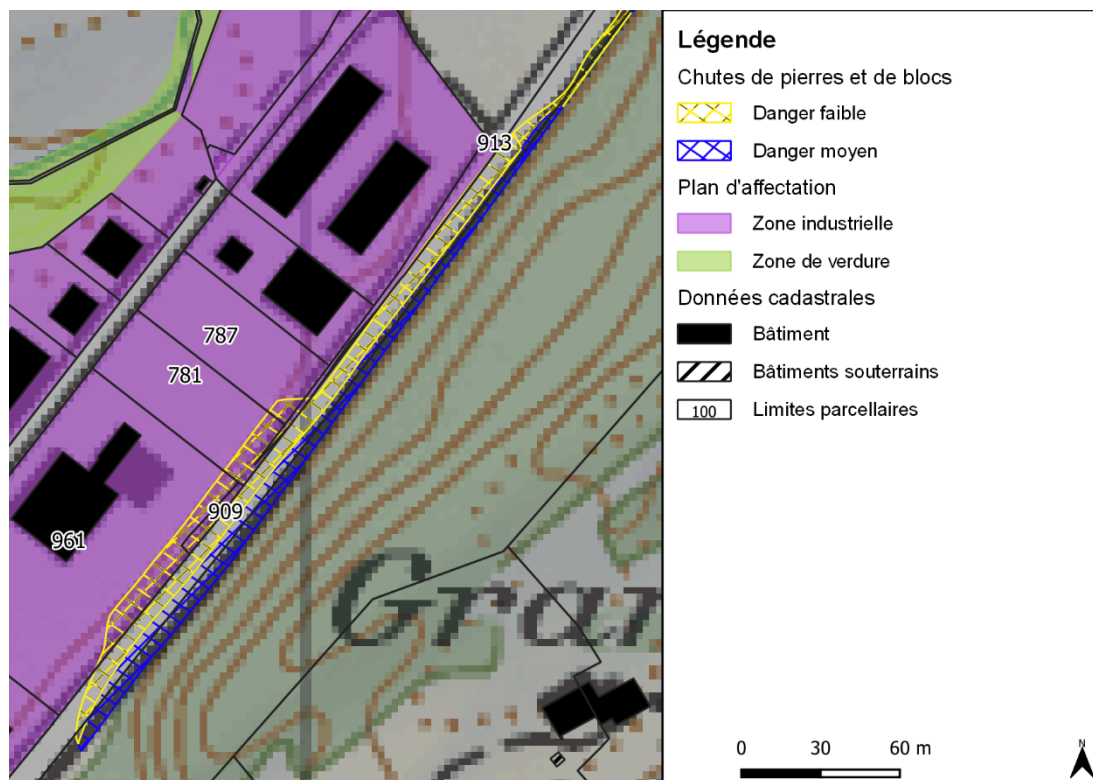 913
787
781
909
961
Gran
Légende
Chutes de pierres et de blocs
Danger faible
Danger moyen
Plan d'affectation
Zone industrielle
Zone de verdure
Données cadastrales
Bâtiment
Bâtiments souterrains
100 Limites parcellaires
0 30 60 m
N